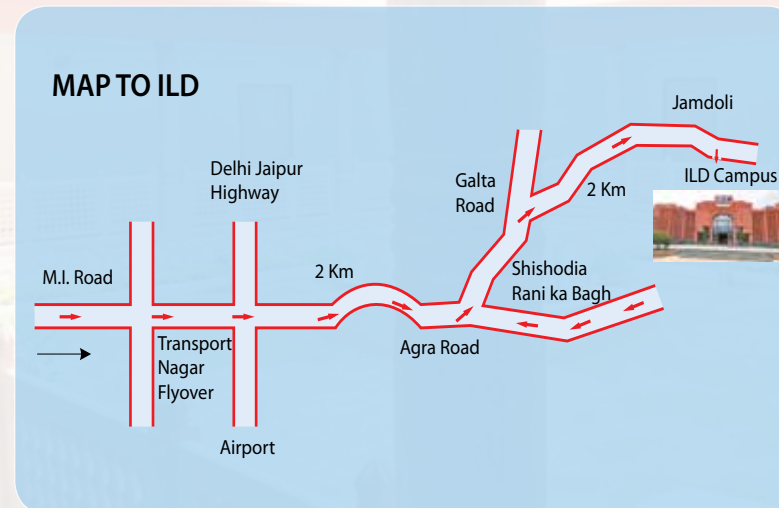 MAP TO ILD
Jamdoli
Delhi Jaipur
Highway
Galta
Road
2 Km
ILD Campus
M.I. Road
2 Km
Shishodia
Rani ka Bagh
Transport
Nagar
Flyover
Agra Road
Airport